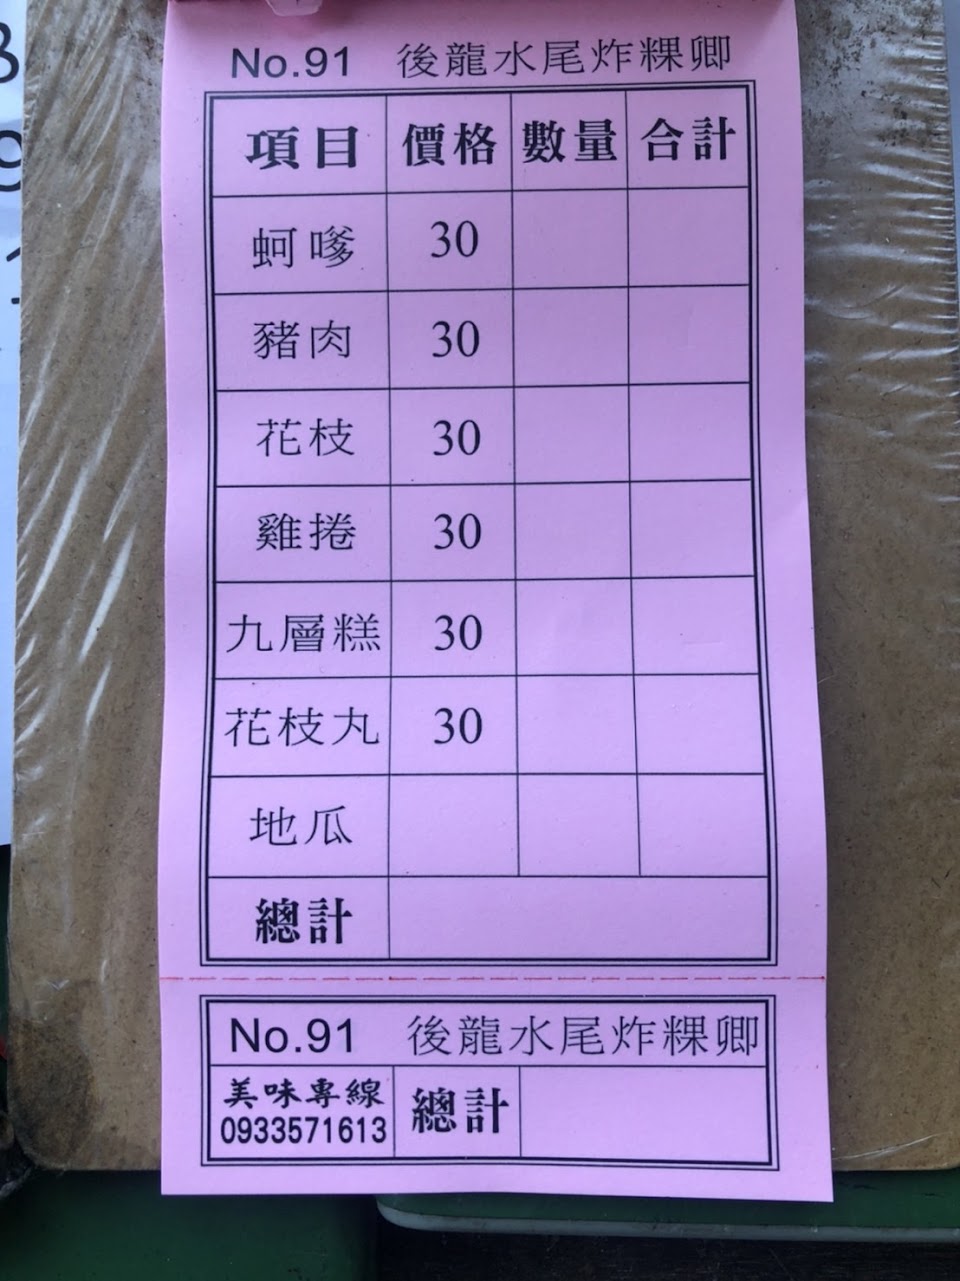 No.91 後龍水尾炸粿卿
項目 價格 數量 合計
蚵嗲 30
豬肉 30
花枝 30
雞捲 30
九層糕 30
花枝丸 30
地瓜
總計
No.91 後龍水尾炸粿卿
美味專線
0933571613
總計